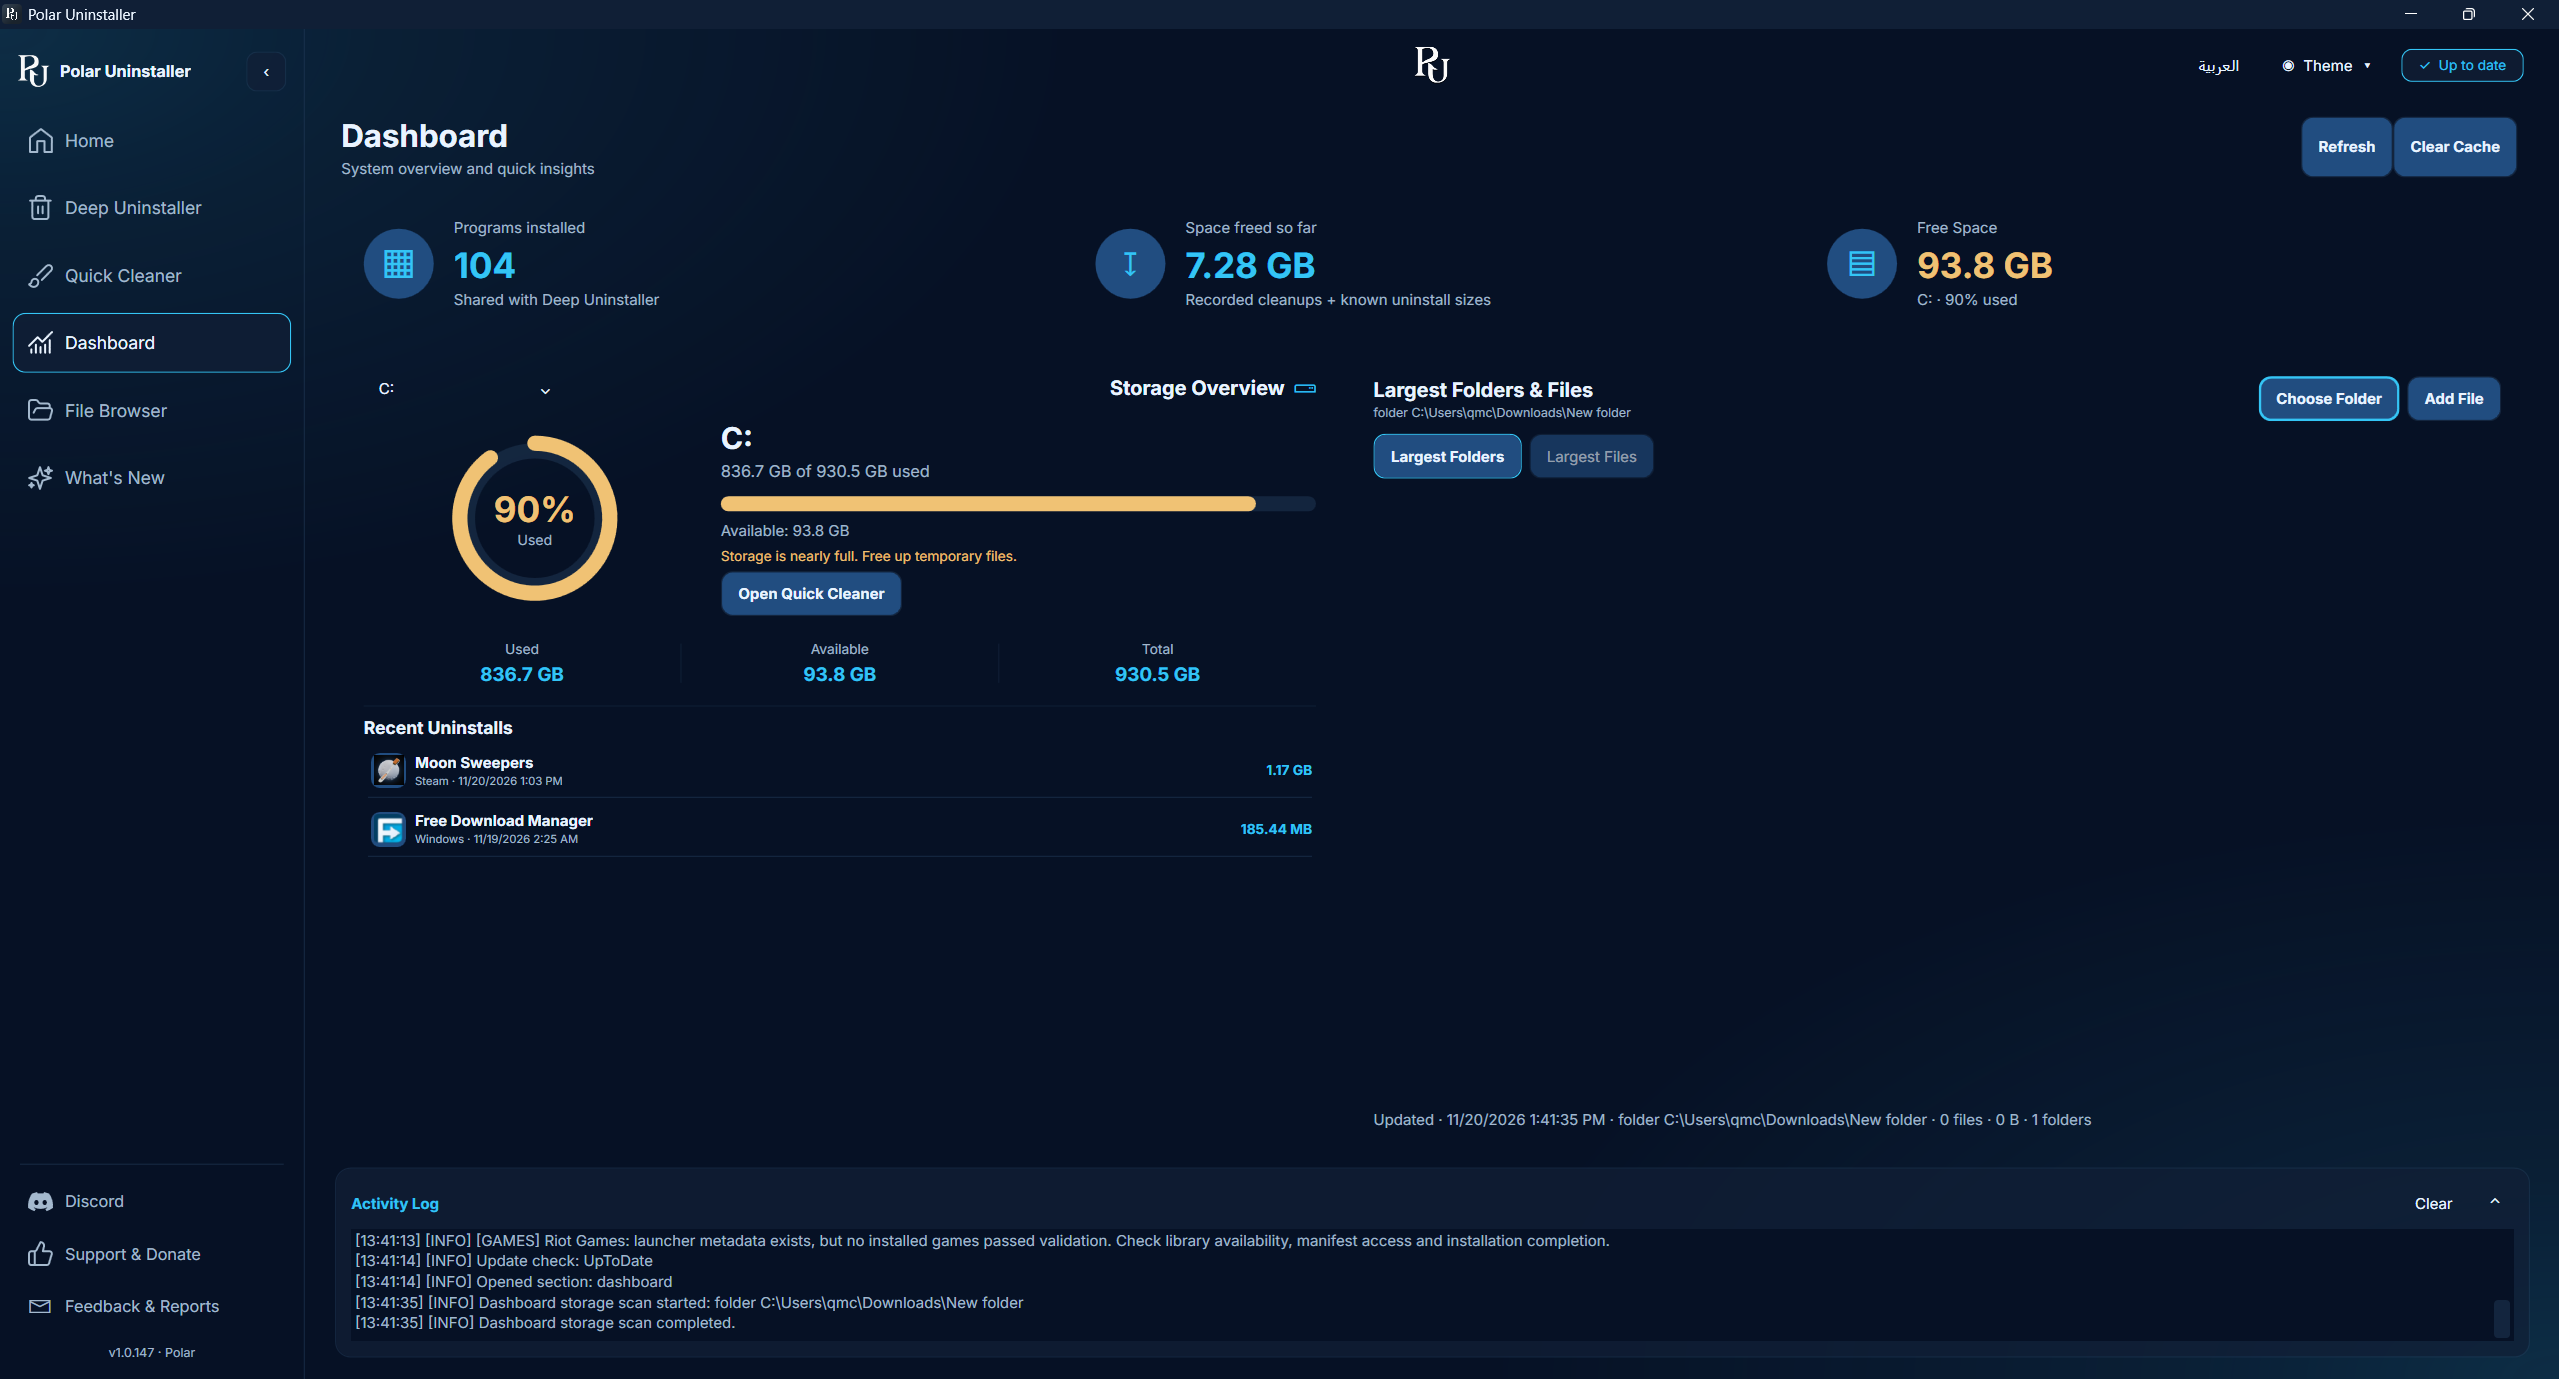 Polar Uninstaller
Polar Uninstaller
Home
Deep Uninstaller
Quick Cleaner
Dashboard
File Browser
What's New
Discord
Support & Donate
Feedback & Reports
v1.0.147 · Polar
العربية
Theme
Up to date
Dashboard
System overview and quick insights
Refresh
Clear Cache
Programs installed
104
Shared with Deep Uninstaller
Space freed so far
7.28 GB
Recorded cleanups + known uninstall sizes
Free Space
93.8 GB
C: · 90% used
C:
Storage Overview
90%
Used
C:
836.7 GB of 930.5 GB used
Available: 93.8 GB
Storage is nearly full. Free up temporary files.
Open Quick Cleaner
Used
836.7 GB
Available
93.8 GB
Total
930.5 GB
Recent Uninstalls
Moon Sweepers
Steam · 11/20/2026 1:03 PM
1.17 GB
Free Download Manager
Windows · 11/19/2026 2:25 AM
185.44 MB
Largest Folders & Files
folder C:\Users\qmc\Downloads\New folder
Choose Folder
Add File
Largest Folders
Largest Files
Updated · 11/20/2026 1:41:35 PM · folder C:\Users\qmc\Downloads\New folder · 0 files · 0 B · 1 folders
Activity Log
Clear
[13:41:13] [INFO] [GAMES] Riot Games: launcher metadata exists, but no installed games passed validation. Check library availability, manifest access and installation completion.
[13:41:14] [INFO] Update check: UpToDate
[13:41:14] [INFO] Opened section: dashboard
[13:41:35] [INFO] Dashboard storage scan started: folder C:\Users\qmc\Downloads\New folder
[13:41:35] [INFO] Dashboard storage scan completed.